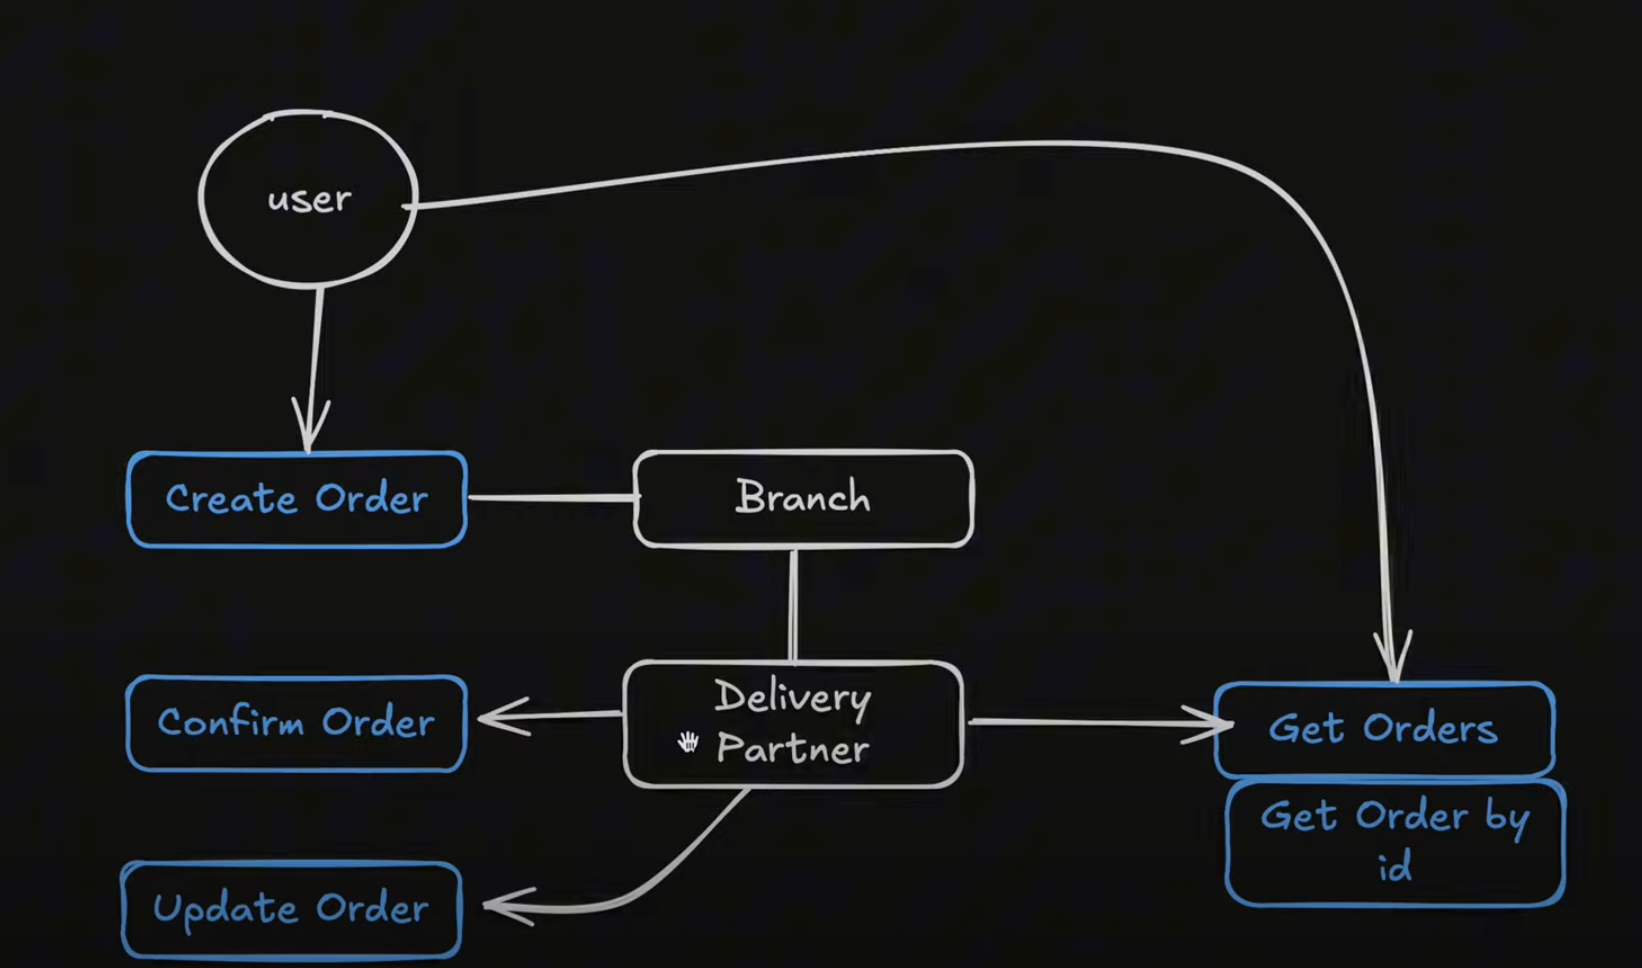 user
Create Order
Branch
Delivery
Partner
Confirm Order
Get Orders
Get Order by
id
Update Order